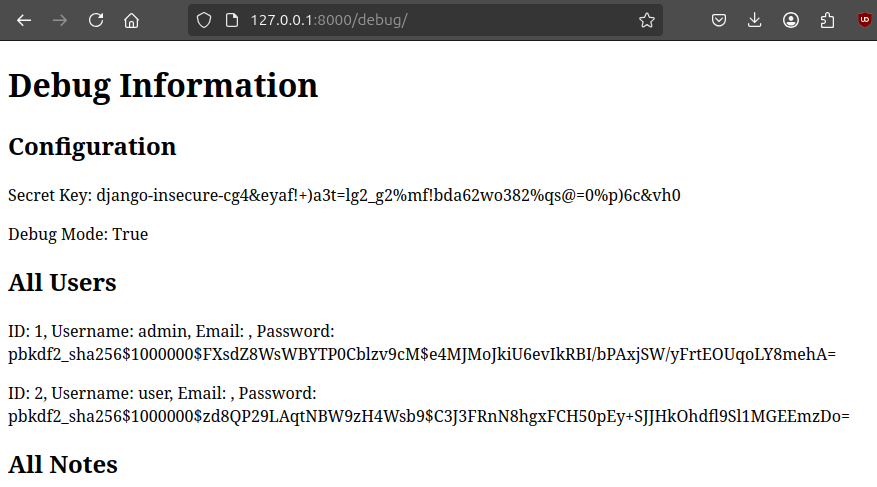 127.0.0.1:8000/debug/
Debug Information
Configuration
Secret Key: django-insecure-cg4&eyaf!+)a3t=lg2_g2%mf!bda62wo382%qs@=0%p)6c&vh0
Debug Mode: True
All Users
ID: 1, Username: admin, Email: , Password:
pbkdf2_sha256$1000000$FXsdZ8WsWBYTP0Cblzv9cM$e4MJMoJkiU6evIkRBI/bPAxjSW/yFrtEOUqoLY8mehA=
ID: 2, Username: user, Email: , Password:
pbkdf2_sha256$1000000$zd8QP29LAqtNBW9zH4Wsb9$C3J3FRnN8hgxFCH50pEy+SJJHkOhdfl9Sl1MGEEmzDo=
All Notes